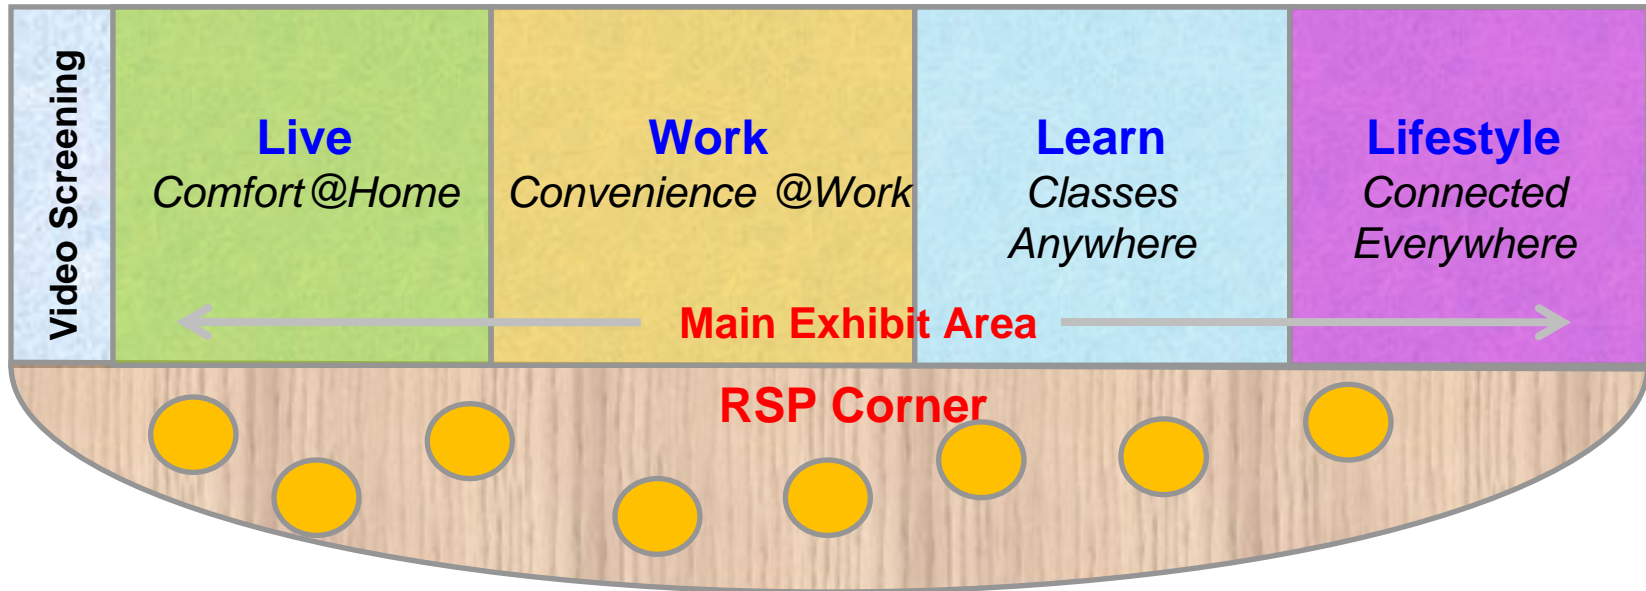 Video Screening
Live
Comfort@Home
Work
Convenience @Work
Learn
Classes
Anywhere
Lifestyle
Connected
Everywhere
Main Exhibit Area
RSP Corner